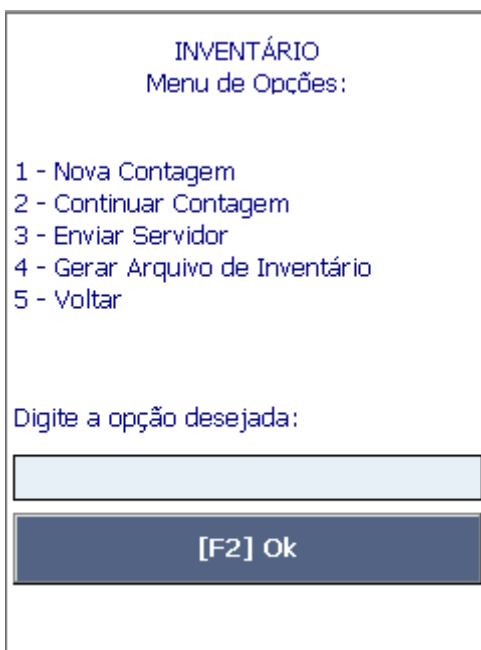 INVENTÁRIO
Menu de Opções:
1 - Nova Contagem
2 - Continuar Contagem
3 - Enviar Servidor
4 - Gerar Arquivo de Inventário
5 - Voltar
Digite a opção desejada:
[F2] Ok